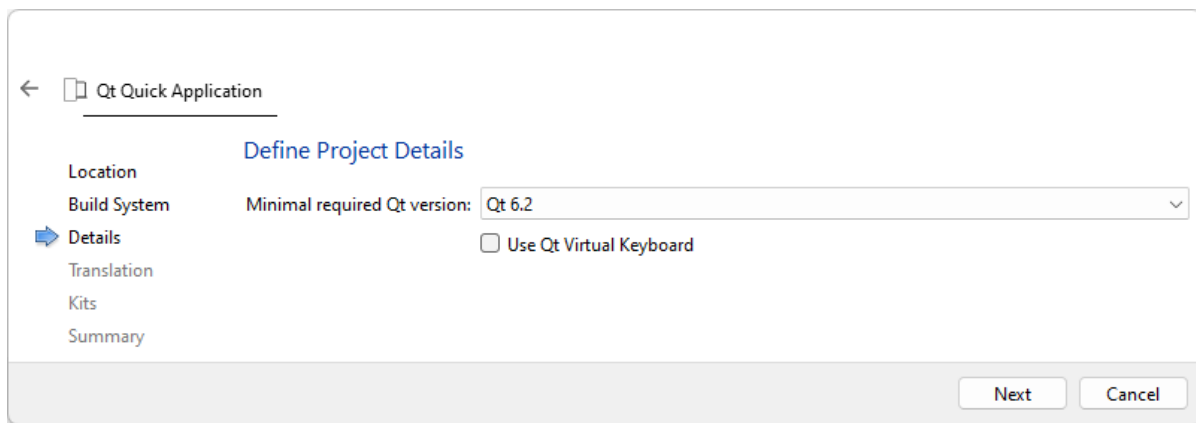 Qt Quick Application
Define Project Details
Location
Build System
Minimal required Qt version: Qt 6.2
Details
Use Qt Virtual Keyboard
Translation
Kits
Summary
Next
Cancel